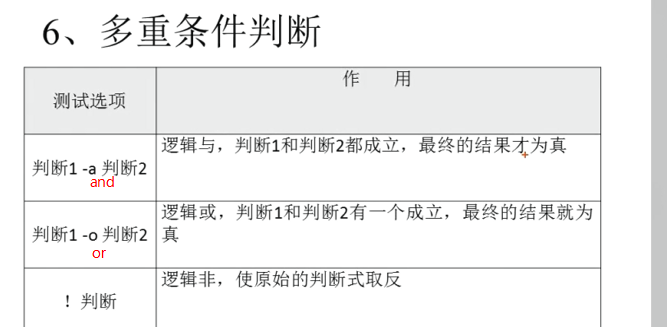 6、多重条件判断
测试选项
作 用
判断1 -a 判断2
and
逻辑与，判断1和判断2都成立，最终的结果才为真
判断1 -o 判断2
or
逻辑或，判断1和判断2有一个成立，最终的结果就为
真
！判断
逻辑非，使原始的判断式取反